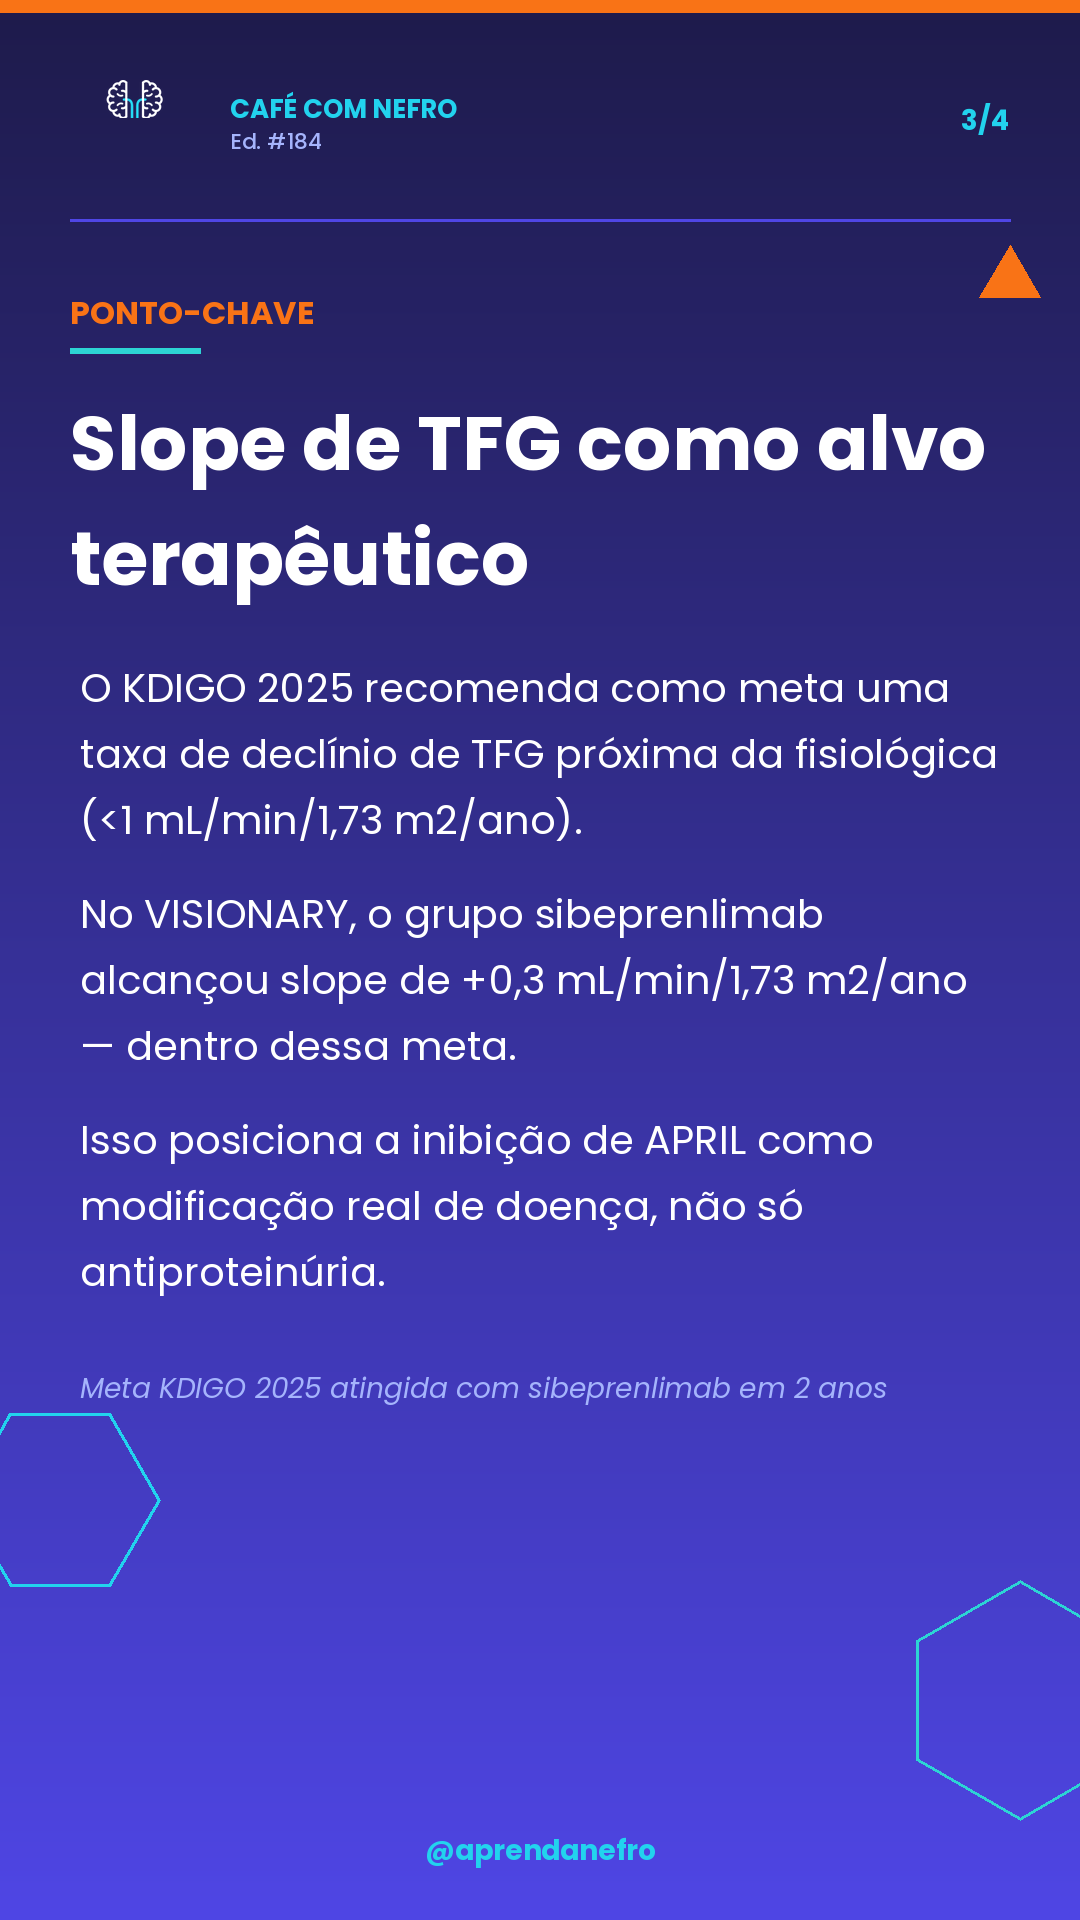 CAFÉ COM NEFRO
Ed. #184
3/4
PONTO-CHAVE
Slope de TFG como alvo
terapêutico
O KDIGO 2025 recomenda como meta uma
taxa de declínio de TFG próxima da fisiológica
(<1 mL/min/1,73 m2/ano).
No VISIONARY, o grupo sibeprenlimab
alcançou slope de +0,3 mL/min/1,73 m2/ano
— dentro dessa meta.
Isso posiciona a inibição de APRIL como
modificação real de doença, não só
antiproteinúria.
Meta KDIGO 2025 atingida com sibeprenlimab em 2 anos
@aprendanefro